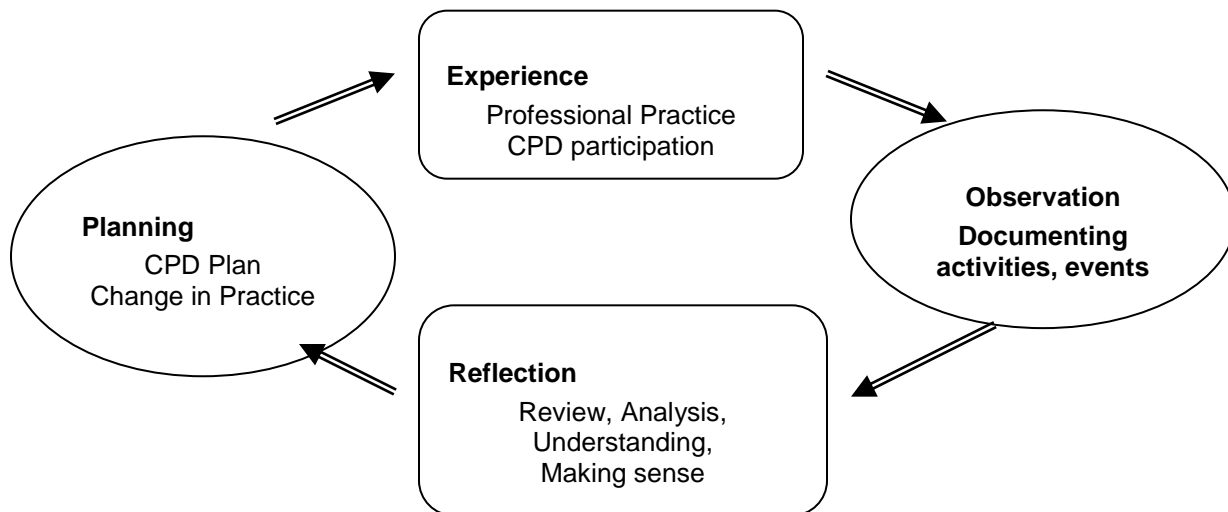 Experience
Professional Practice
CPD participation
Observation
Documenting
activities, events
Planning
CPD Plan
Change in Practice
Reflection
Review, Analysis,
Understanding,
Making sense